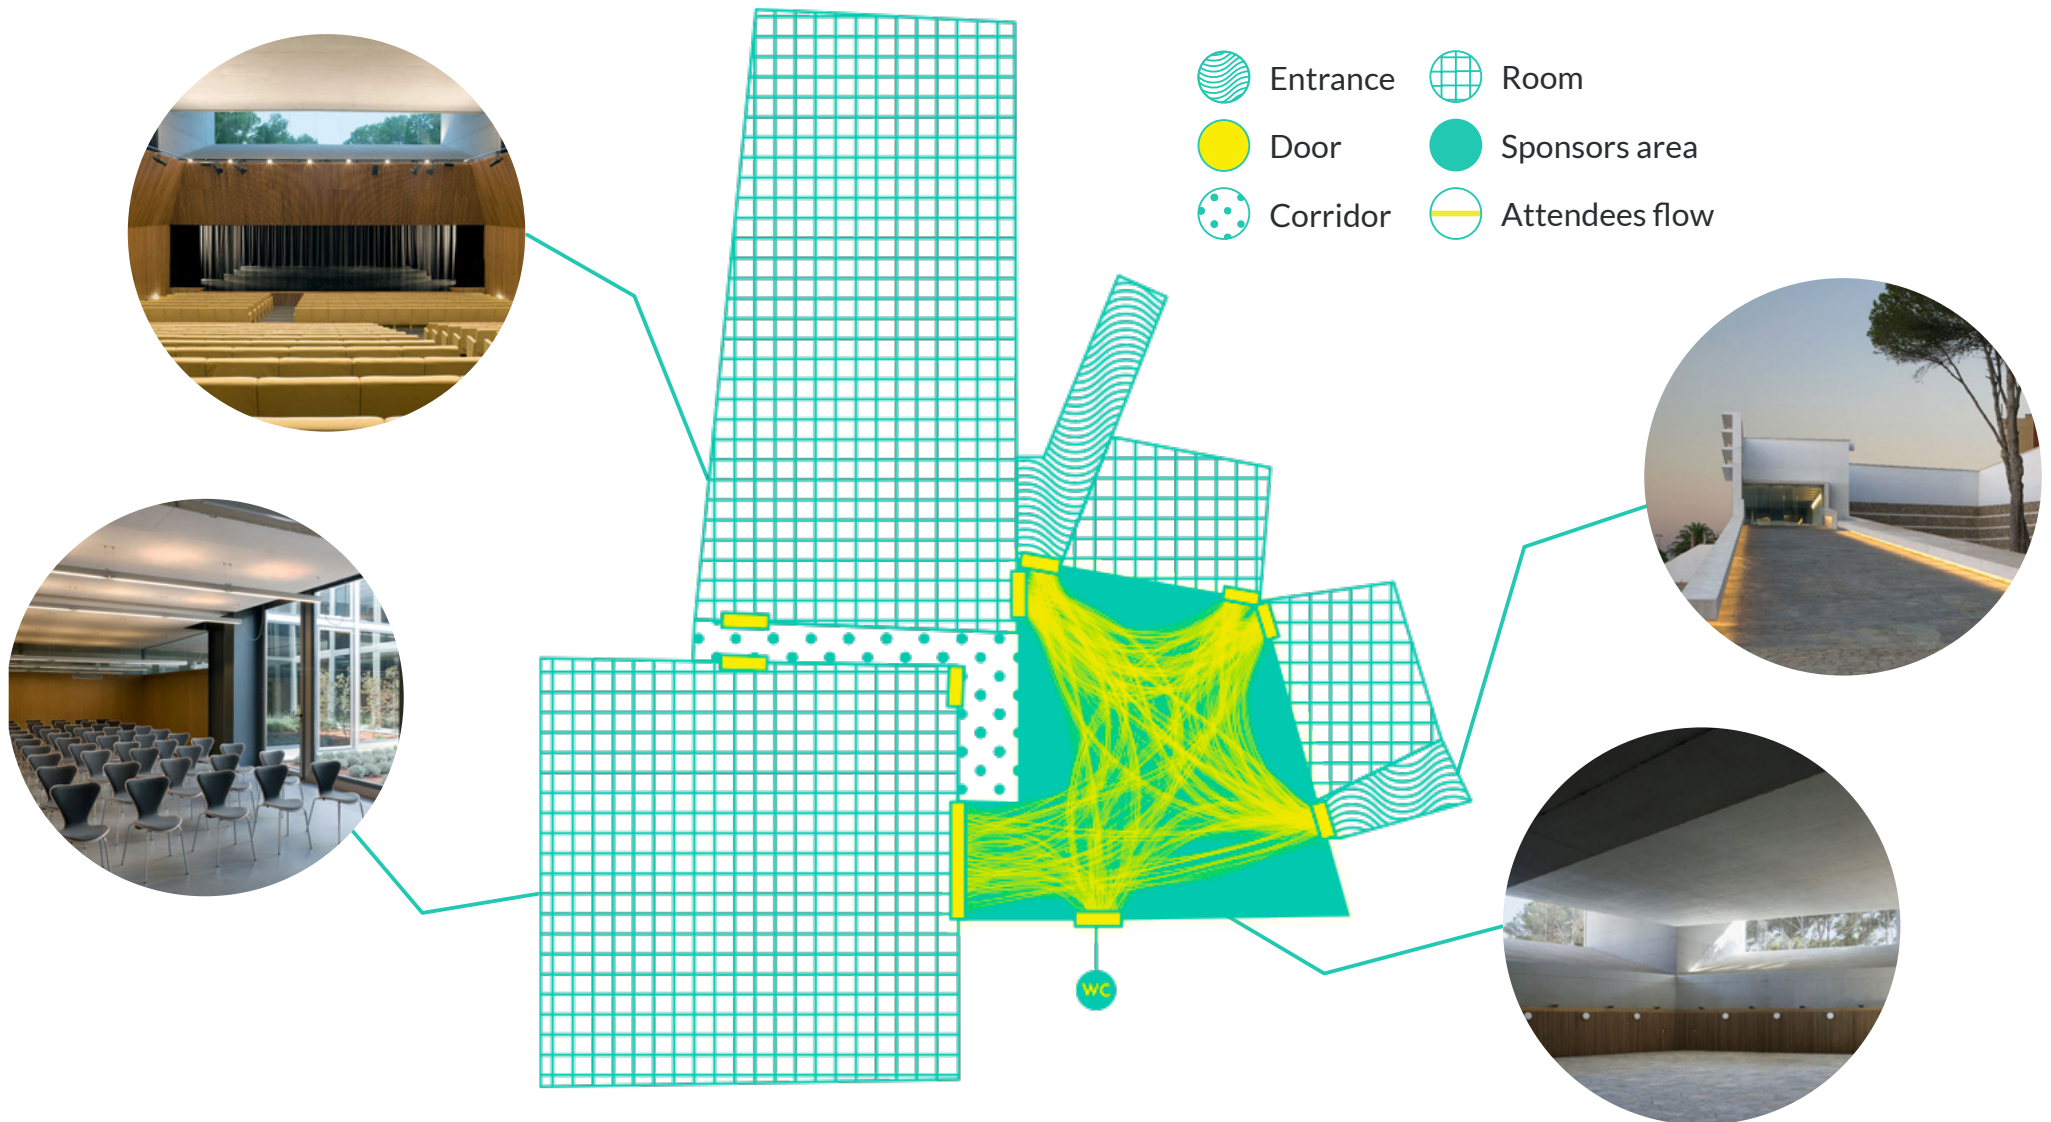 Entrance
Room
Door
Sponsors area
Corridor
Attendees flow
WC